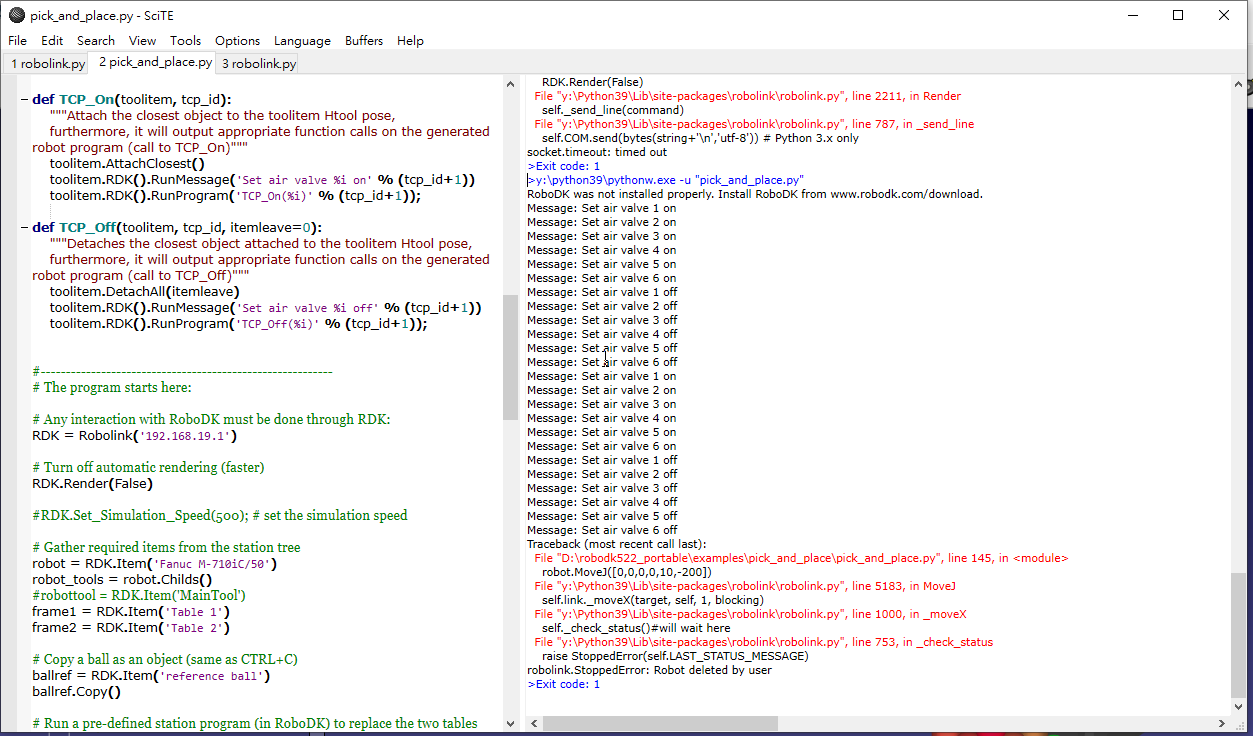 pick_and_place.py - SciTE
File Edit Search View Tools Options Language Buffers Help
1 robolink.py 2 pick_and_place.py 3 robolink.py
def TCP_On(toolitem, tcp_id):
"""Attach the closest object to the toolitem Htool pose,
furthermore, it will output appropriate function calls on the generated
robot program (call to TCP_On)"""
toolitem.AttachClosest()
toolitem.RDK().RunMessage('Set air valve %i on' % (tcp_id+1))
toolitem.RDK().RunProgram('TCP_On(%i)' % (tcp_id+1));
def TCP_Off(toolitem, tcp_id, itemleave=0):
"""Detaches the closest object attached to the toolitem Htool pose,
furthermore, it will output appropriate function calls on the generated
robot program (call to TCP_Off)"""
toolitem.DetachAll(itemleave)
toolitem.RDK().RunMessage('Set air valve %i off' % (tcp_id+1))
toolitem.RDK().RunProgram('TCP_Off(%i)' % (tcp_id+1));
#----------------------------------------------------------
# The program starts here:
# Any interaction with RoboDK must be done through RDK:
RDK = Robolink('192.168.19.1')
# Turn off automatic rendering (faster)
RDK.Render(False)
#RDK.Set_Simulation_Speed(500); # set the simulation speed
# Gather required items from the station tree
robot = RDK.Item('Fanuc M-710iC/50')
robot_tools = robot.Childs()
#robottool = RDK.Item('MainTool')
frame1 = RDK.Item('Table 1')
frame2 = RDK.Item('Table 2')
# Copy a ball as an object (same as CTRL+C)
ballref = RDK.Item('reference ball')
ballref.Copy()
# Run a pre-defined station program (in RoboDK) to replace the two tables
RDK.Render(False)
File "y:\Python39\Lib\site-packages\robolink\robolink.py", line 2211, in Render
self._send_line(command)
File "y:\Python39\Lib\site-packages\robolink\robolink.py", line 787, in _send_line
self.COM.send(bytes(string+'\n','utf-8')) # Python 3.x only
socket.timeout: timed out
>Exit code: 1
>y:\python39\pythonw.exe -u "pick_and_place.py"
RoboDK was not installed properly. Install RoboDK from www.robodk.com/download.
Message: Set air valve 1 on
Message: Set air valve 2 on
Message: Set air valve 3 on
Message: Set air valve 4 on
Message: Set air valve 5 on
Message: Set air valve 6 on
Message: Set air valve 1 off
Message: Set air valve 2 off
Message: Set air valve 3 off
Message: Set air valve 4 off
Message: Set air valve 5 off
Message: Set air valve 6 off
Message: Set air valve 1 on
Message: Set air valve 2 on
Message: Set air valve 3 on
Message: Set air valve 4 on
Message: Set air valve 5 on
Message: Set air valve 6 on
Message: Set air valve 1 off
Message: Set air valve 2 off
Message: Set air valve 3 off
Message: Set air valve 4 off
Message: Set air valve 5 off
Message: Set air valve 6 off
Traceback (most recent call last):
File "D:\robodk522_portable\examples\pick_and_place\pick_and_place.py", line 145, in <module>
robot.MoveJ([0,0,0,0,10,-200])
File "y:\Python39\Lib\site-packages\robolink\robolink.py", line 5183, in MoveJ
self.link._moveX(target, self, 1, blocking)
File "y:\Python39\Lib\site-packages\robolink\robolink.py", line 1000, in _moveX
self._check_status()#will wait here
File "y:\Python39\Lib\site-packages\robolink\robolink.py", line 753, in _check_status
raise StoppedError(self.LAST_STATUS_MESSAGE)
robolink.StoppedError: Robot deleted by user
>Exit code: 1